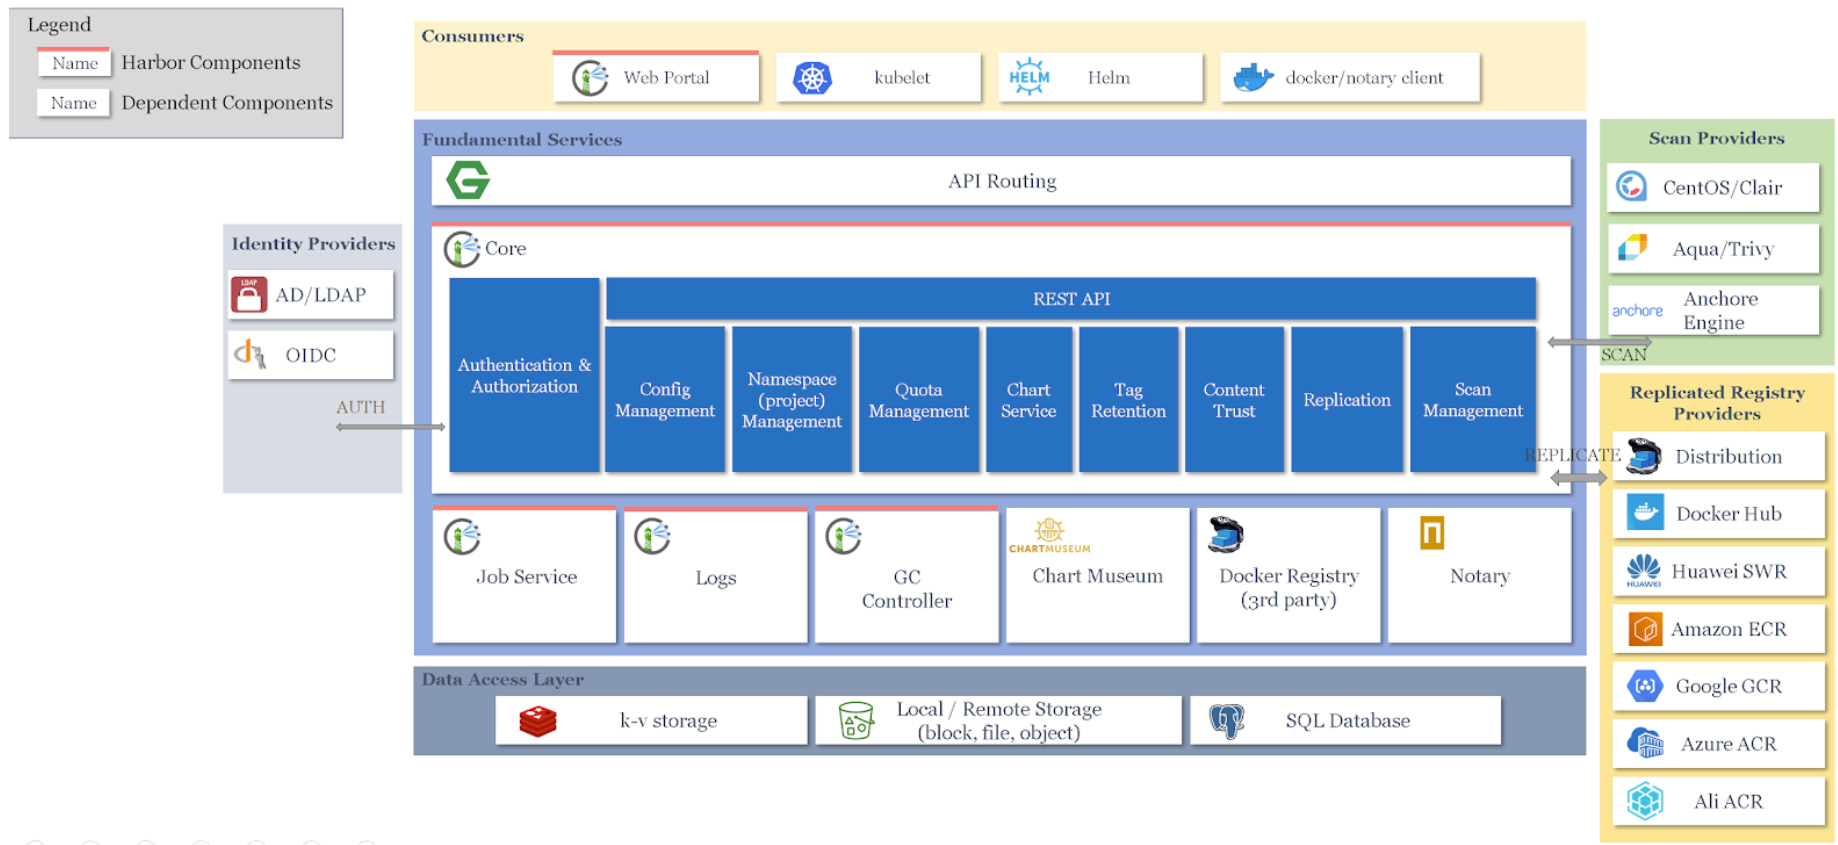 Legend
Name Harbor Components
Name Dependent Components
Consumers
Web Portal
kubelet
HELM
Helm
docker/notary client
Fundamental Services
API Routing
Core
Authentication &
Authorization
REST API
Config
Management
Namespace
(project)
Management
Quota
Management
Chart
Service
Tag
Retention
Content
Trust
Replication
Scan
Management
Job Service
Logs
GC
Controller
CHARTMUSEUM
Chart Museum
Docker Registry
(3rd party)
Notary
Data Access Layer
k-v storage
Local / Remote Storage
(block, file, object)
SQL Database
Identity Providers
LDAP
AD/LDAP
OIDC
AUTH
Scan Providers
CentOS/Clair
Aqua/Trivy
anchore
Anchore
Engine
SCAN
Replicated Registry
Providers
REPLICATE
Distribution
Docker Hub
HUAWEI
Huawei SWR
Amazon ECR
Google GCR
Azure ACR
Ali ACR